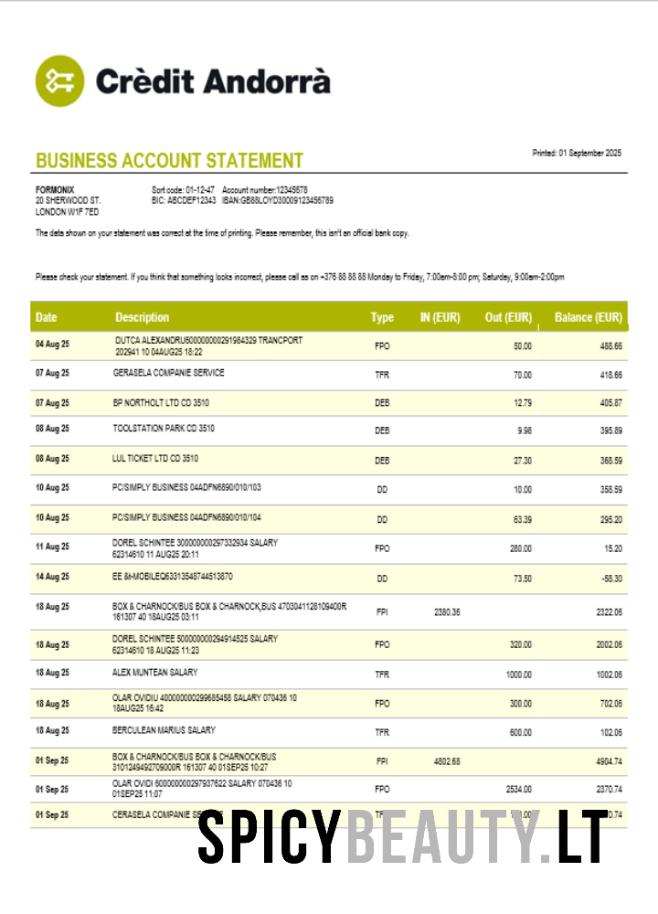 Crèdit Andorrà
BUSINESS ACCOUNT STATEMENT
Printed: 01 September 2025
FORMONIX Sort code: 01-12-47 Account number:12345678
20 SHERWOOD ST. BIC: ABCDEF12343 IBAN:GB88LOYD30009123456789
LONDON W1F 7ED
The data shown on your statement was correct at the time of printing. Please remember, this isn't an official bank copy.
Please check your statement. If you think that something looks incorrect, please call as on +376 88 88 88 Monday to Friday, 7:00am-8:00 pm; Saturday, 9:00am-2:00pm
Date Description Type IN (EUR) Out (EUR) Balance (EUR)
04 Aug 25 DUTCA ALEXANDRU600000000291984329 TRANCPORT FPO 50.00 488.66
202941 10 04AUG25 18:22
07 Aug 25 GERASELA COMPANIE SERVICE TFR 70.00 418.66
07 Aug 25 BP NORTHOLT LTD CD 3510 DEB 12.79 405.87
08 Aug 25 TOOLSTATION PARK CD 3510 DEB 9.98 395.89
08 Aug 25 LUL TICKET LTD CD 3510 DEB 27.30 368.59
10 Aug 25 PC/SIMPLY BUSINESS 04ADFN6890/010/103 DD 10.00 358.59
10 Aug 25 PC/SIMPLY BUSINESS 04ADFN6890/010/104 DD 63.39 295.20
11 Aug 25 DOREL SCHINTEE 300000000297332934 SALARY FPO 280.00 15.20
62314610 11 AUG25 20:11
14 Aug 25 EE &MOBILEQ63313548744513870 DD 73.50 -58.30
18 Aug 25 BOX & CHARNOCK/BUS BOX & CHARNOCK,BUS 4703041128109400R FPI 2380.36 2322.06
161307 40 18AUG25 03:11
18 Aug 25 DOREL SCHINTEE 500000000294914525 SALARY FPO 320.00 2002.06
62314610 18 AUG25 11:23
18 Aug 25 ALEX MUNTEAN SALARY TFR 1000.00 1002.06
18 Aug 25 OLAR OVIDIU 400000000299685458 SALARY 070436 10 FPO 300.00 702.06
18AUG25 16:42
18 Aug 25 BERCULEAN MARIUS SALARY TFR 600.00 102.06
01 Sep 25 BOX & CHARNOCK/BUS BOX & CHARNOCK/BUS FPI 4802.68 4904.74
3101249492709000R 161307 40 01SEP25 10:27
01 Sep 25 OLAR OVIDI 600000000297937622 SALARY 070436 10 FPO 2534.00 2370.74
01SEP25 11:07
01 Sep 25 CERASELA COMPANIE
SPICYBEAUTY.LT